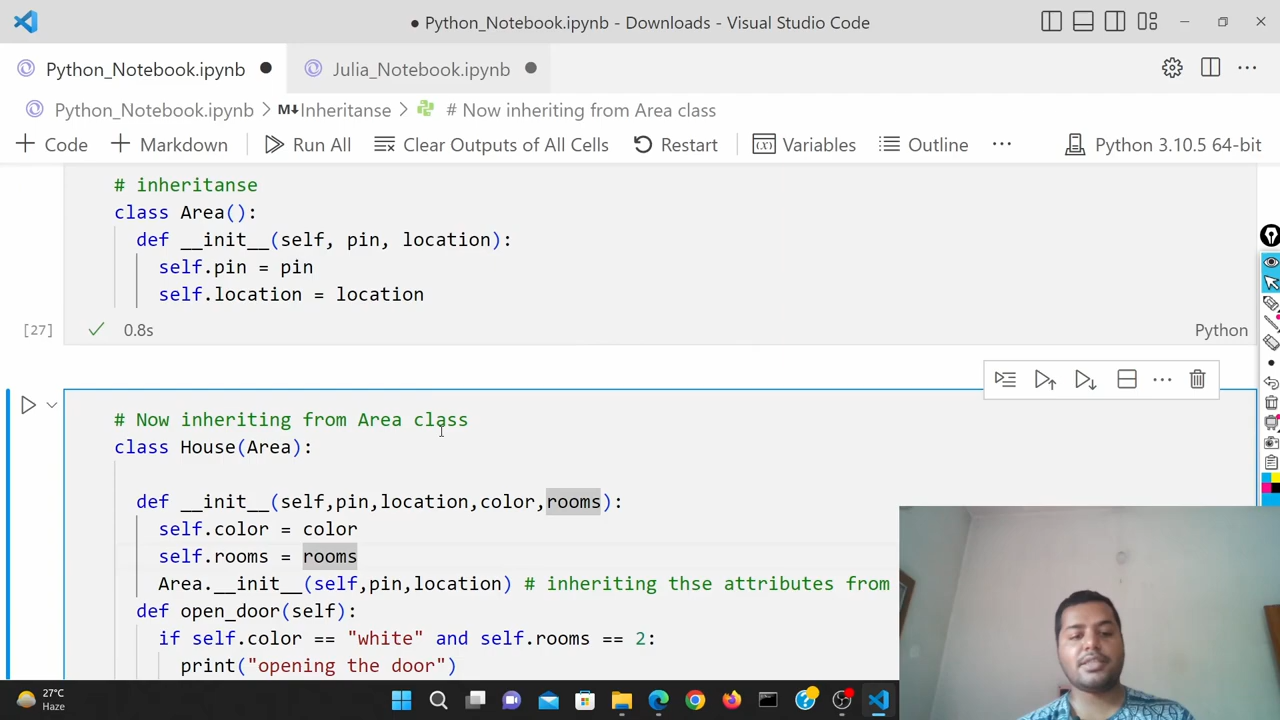 ● Python_Notebook.ipynb - Downloads - Visual Studio Code
Python_Notebook.ipynb ●
Julia_Notebook.ipynb ●
Python_Notebook.ipynb > M↓Inheritanse > # Now inheriting from Area class
+ Code + Markdown Run All Clear Outputs of All Cells Restart (x) Variables Outline ... Python 3.10.5 64-bit
# inheritanse
class Area():
def __init__(self, pin, location):
self.pin = pin
self.location = location
[27] 0.8s Python
# Now inheriting from Area class
class House(Area):
def __init__(self,pin,location,color,rooms):
self.color = color
self.rooms = rooms
Area.__init__(self,pin,location) # inheriting thse attributes from
def open_door(self):
if self.color == "white" and self.rooms == 2:
print("opening the door")
27°C
Haze